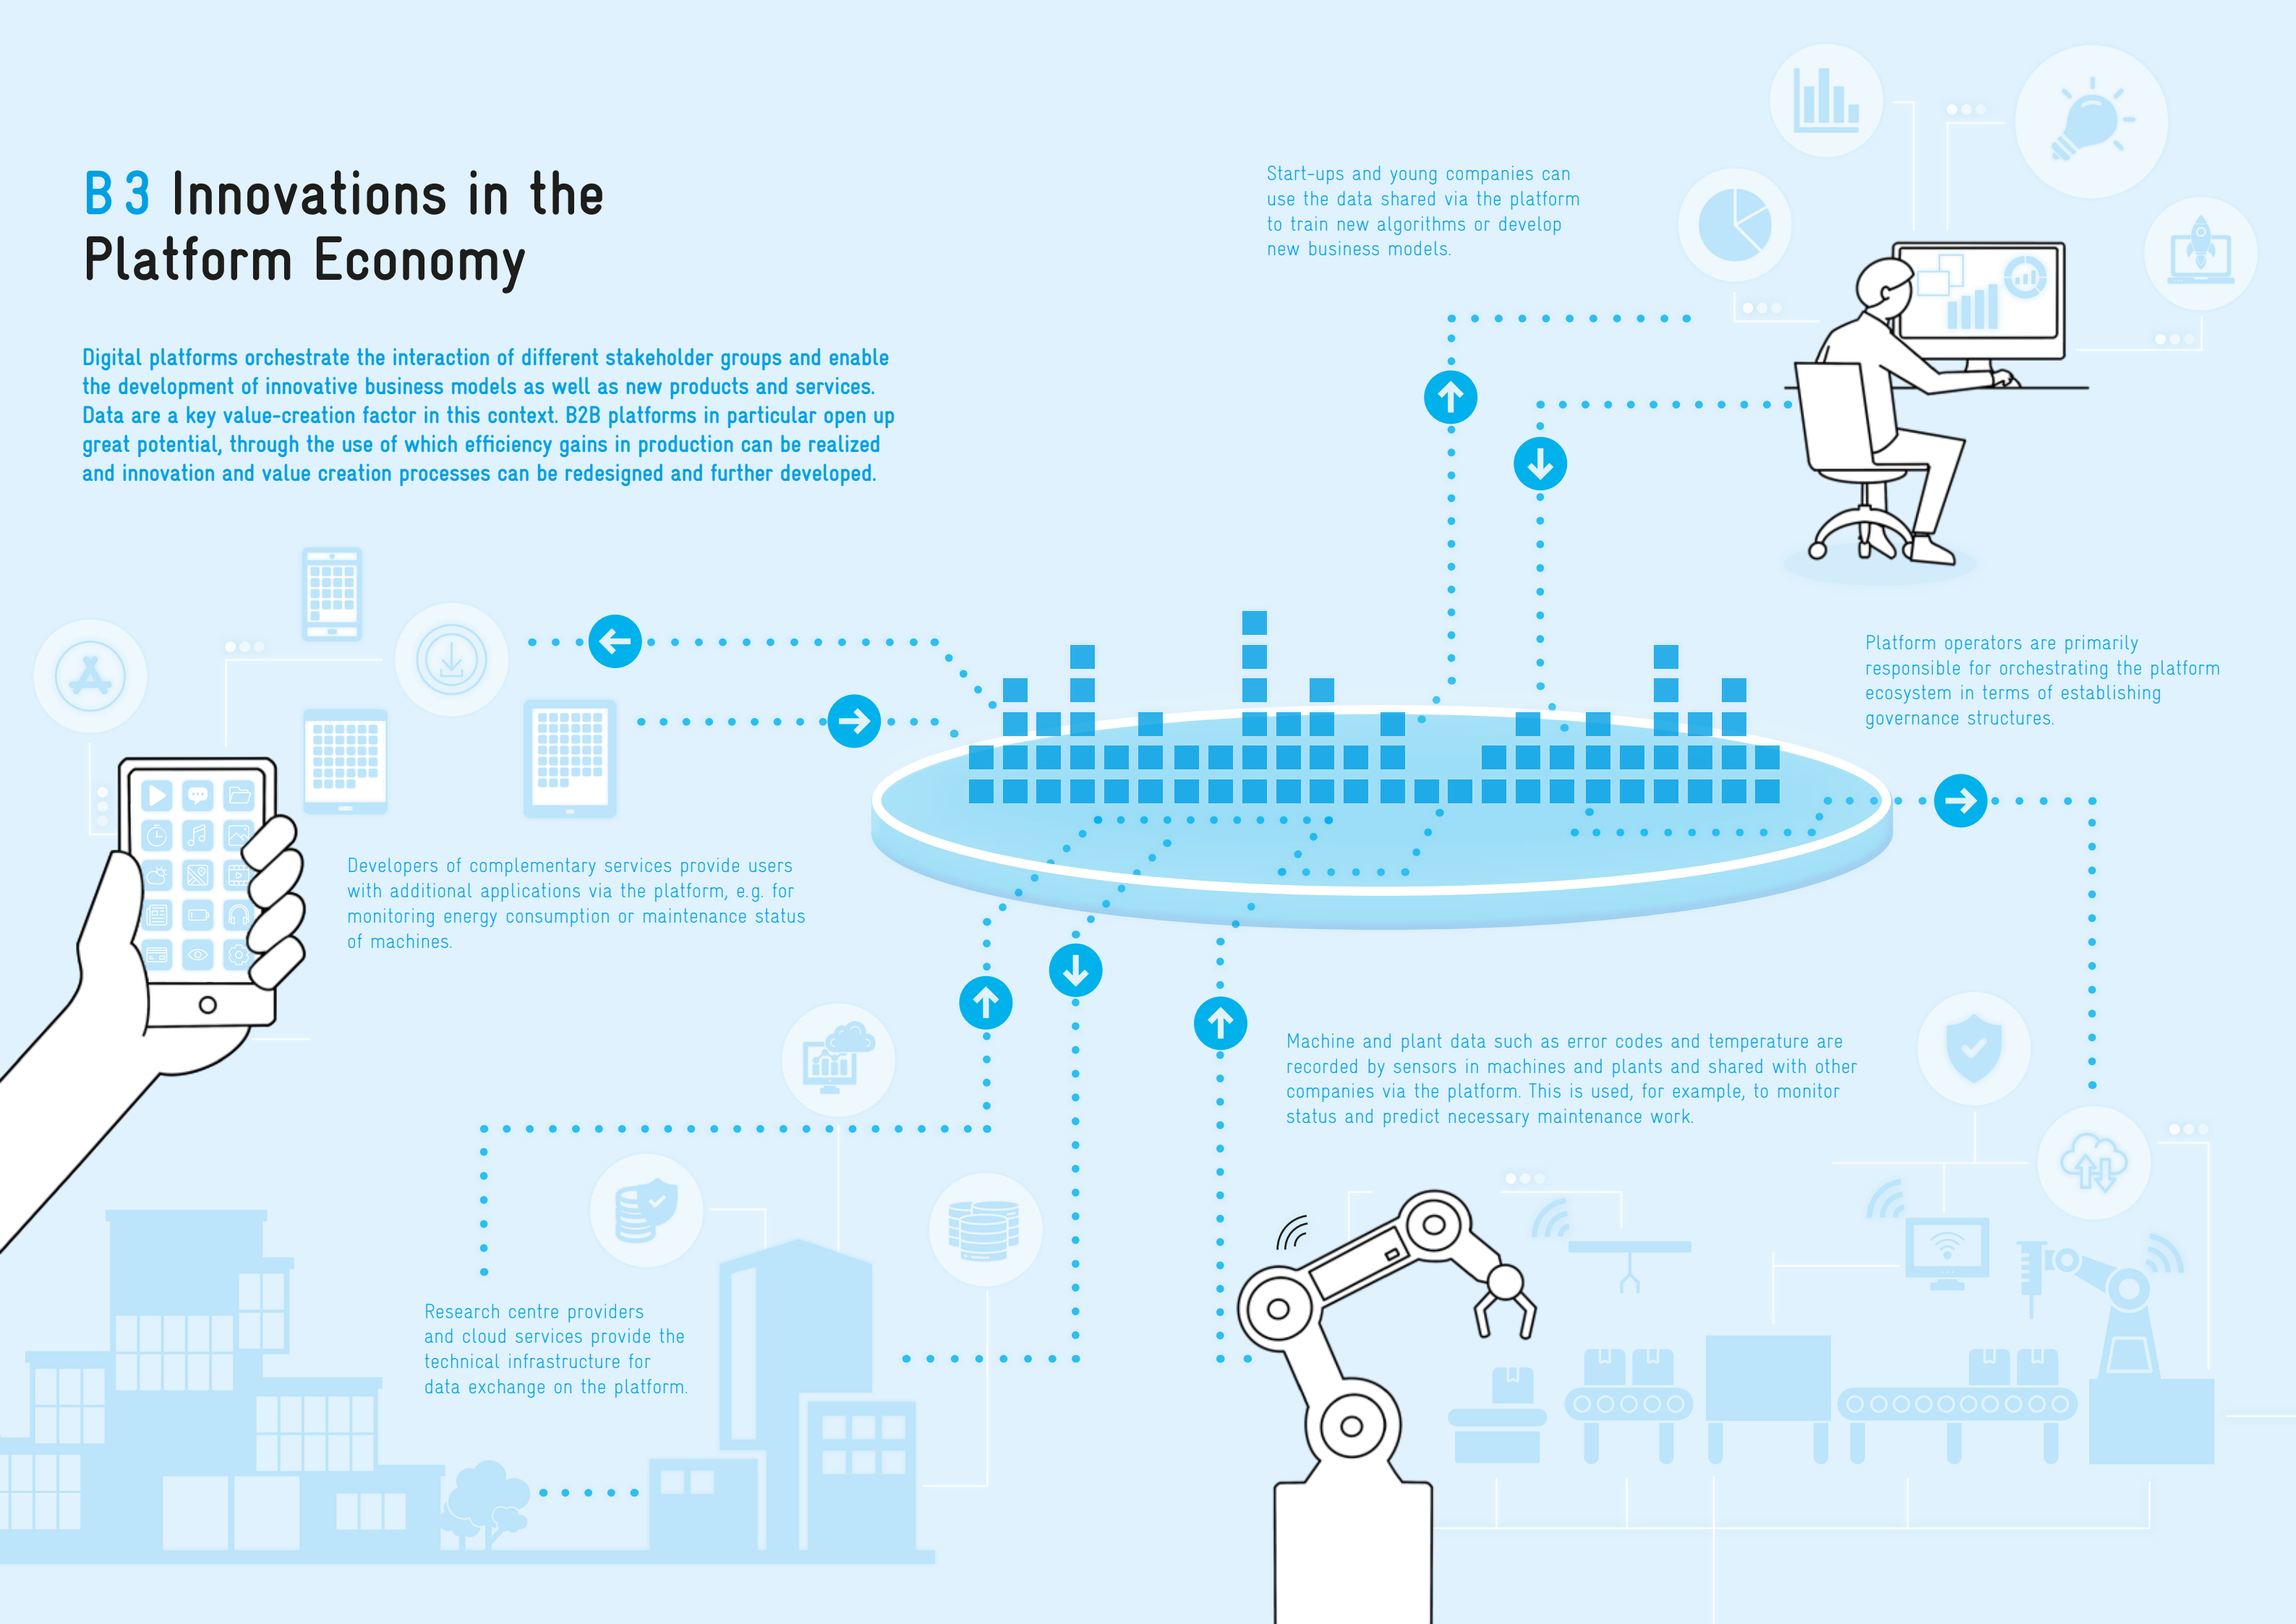 B 3 Innovations in the
Platform Economy
Digital platforms orchestrate the interaction of different stakeholder groups and enable
the development of innovative business models as well as new products and services.
Data are a key value-creation factor in this context. B2B platforms in particular open up
great potential, through the use of which efficiency gains in production can be realized
and innovation and value creation processes can be redesigned and further developed.
Start-ups and young companies can
use the data shared via the platform
to train new algorithms or develop
new business models.
Platform operators are primarily
responsible for orchestrating the platform
ecosystem in terms of establishing
governance structures.
Developers of complementary services provide users
with additional applications via the platform, e.g. for
monitoring energy consumption or maintenance status
of machines.
Machine and plant data such as error codes and temperature are
recorded by sensors in machines and plants and shared with other
companies via the platform. This is used, for example, to monitor
status and predict necessary maintenance work.
Research centre providers
and cloud services provide the
technical infrastructure for
data exchange on the platform.